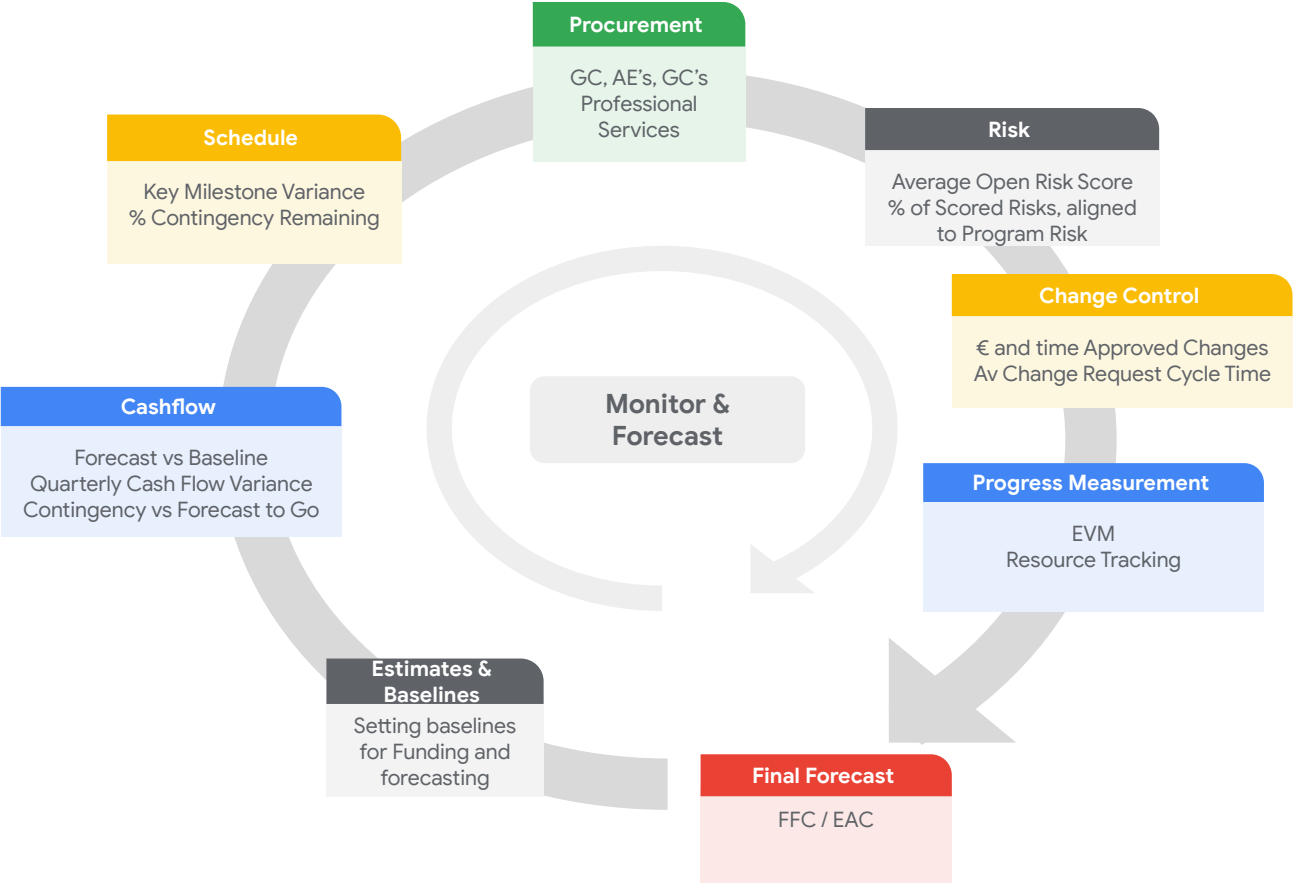 Procurement
GC, AE's, GC's
Professional
Services
Risk
Average Open Risk Score
% of Scored Risks, aligned
to Program Risk
Change Control
€ and time Approved Changes
Av Change Request Cycle Time
Progress Measurement
EVM
Resource Tracking
Final Forecast
FFC / EAC
Estimates &
Baselines
Setting baselines
for Funding and
forecasting
Cashflow
Forecast vs Baseline
Quarterly Cash Flow Variance
Contingency vs Forecast to Go
Schedule
Key Milestone Variance
% Contingency Remaining
Monitor &
Forecast